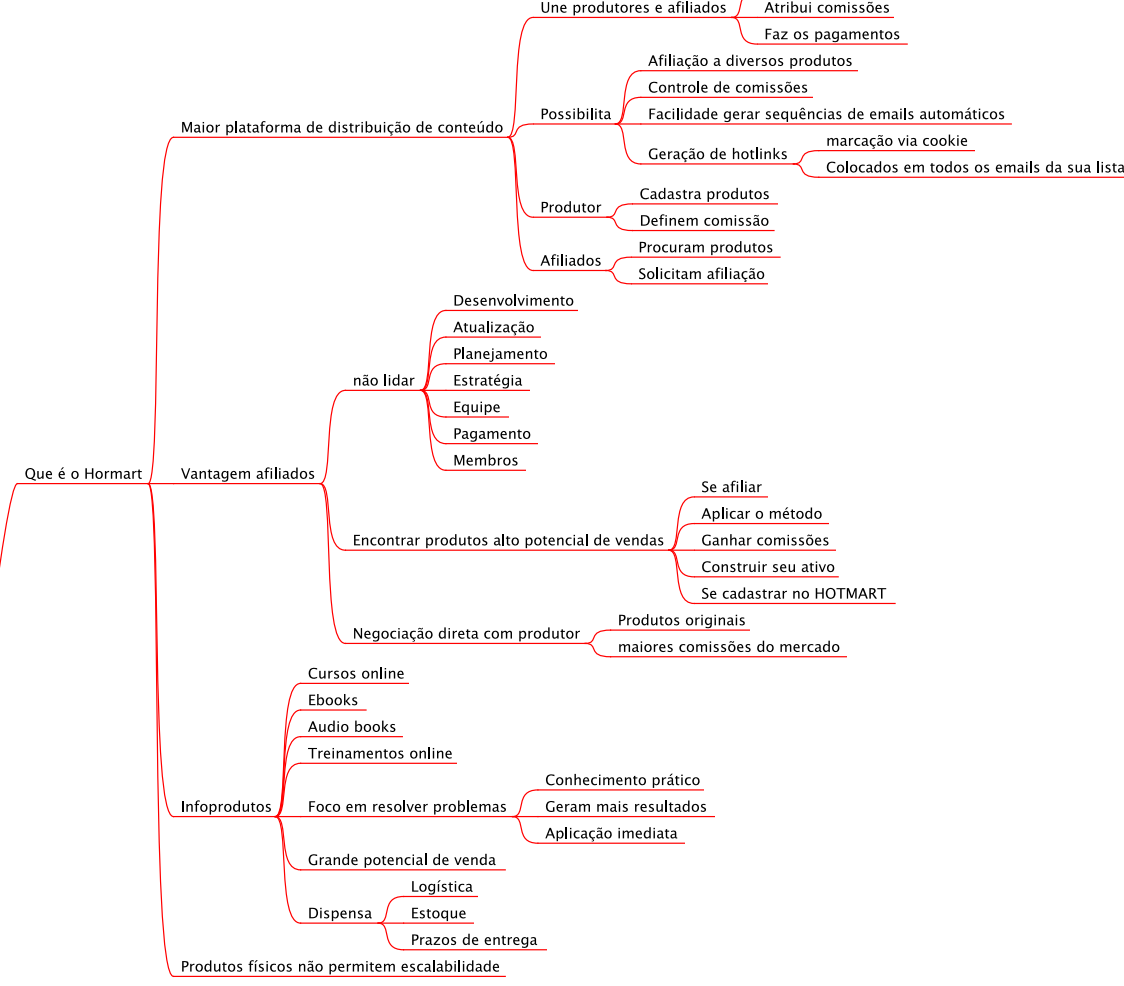 Une produtores e afiliados
Atribui comissões
Faz os pagamentos
Afiliação a diversos produtos
Controle de comissões
Possibilita
Facilidade gerar sequências de emails automáticos
Maior plataforma de distribuição de conteúdo
marcação via cookie
Geração de hotlinks
Colocados em todos os emails da sua lista
Cadastra produtos
Produtor
Definem comissão
Procuram produtos
Afiliados
Solicitam afiliação
Desenvolvimento
Atualização
Planejamento
não lidar
Estratégia
Equipe
Pagamento
Membros
Que é o Hormart
Vantagem afiliados
Se afiliar
Aplicar o método
Encontrar produtos alto potencial de vendas
Ganhar comissões
Construir seu ativo
Se cadastrar no HOTMART
Produtos originais
Negociação direta com produtor
maiores comissões do mercado
Cursos online
Ebooks
Audio books
Treinamentos online
Conhecimento prático
Infoprodutos
Foco em resolver problemas
Geram mais resultados
Aplicação imediata
Grande potencial de venda
Logística
Dispensa
Estoque
Prazos de entrega
Produtos físicos não permitem escalabilidade